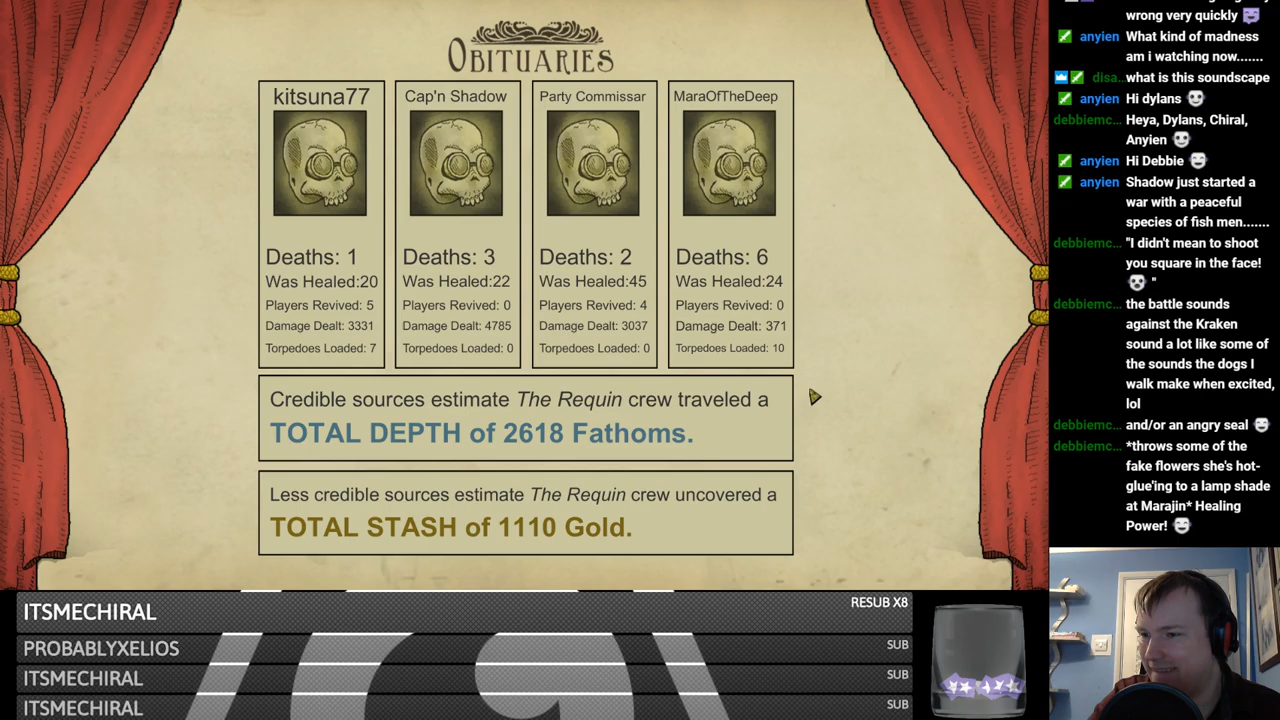 OBITUARIES
kitsuna77
Deaths: 1
Was Healed:20
Players Revived: 5
Damage Dealt: 3331
Torpedoes Loaded: 7
Cap'n Shadow
Deaths: 3
Was Healed:22
Players Revived: 0
Damage Dealt: 4785
Torpedoes Loaded: 0
Party Commissar
Deaths: 2
Was Healed:45
Players Revived: 4
Damage Dealt: 3037
Torpedoes Loaded: 0
MaraOfTheDeep
Deaths: 6
Was Healed:24
Players Revived: 0
Damage Dealt: 371
Torpedoes Loaded: 10
Credible sources estimate The Requin crew traveled a
TOTAL DEPTH of 2618 Fathoms.
Less credible sources estimate The Requin crew uncovered a
TOTAL STASH of 1110 Gold.
wrong very quickly
anyien What kind of madness
am i watching now.......
disa... what is this soundscape
anyien Hi dylans
debbiemc... Heya, Dylans, Chiral,
Anyien
anyien Hi Debbie
anyien Shadow just started a
war with a peaceful
species of fish men.......
debbiemc... "I didn't mean to shoot
you square in the face!
"
debbiemc... the battle sounds
against the Kraken
sound a lot like some of
the sounds the dogs I
walk make when excited,
lol
debbiemc... and/or an angry seal
debbiemc... *throws some of the
fake flowers she's hot-
glue'ing to a lamp shade
at Marajin* Healing
Power!
ITSMECHIRAL RESUB X8
PROBABLYXELIOS SUB
ITSMECHIRAL SUB
ITSMECHIRAL SUB